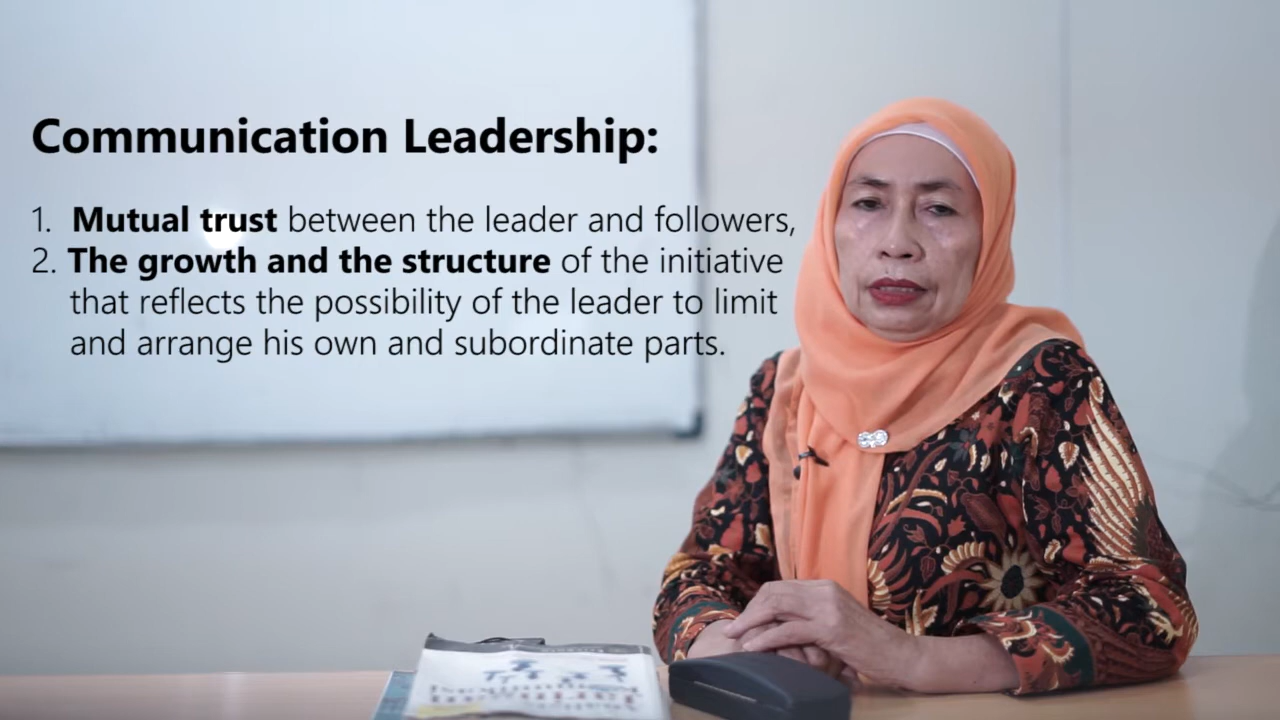 Communication Leadership:
1. Mutual trust between the leader and followers,
2. The growth and the structure of the initiative
that reflects the possibility of the leader to limit
and arrange his own and subordinate parts.